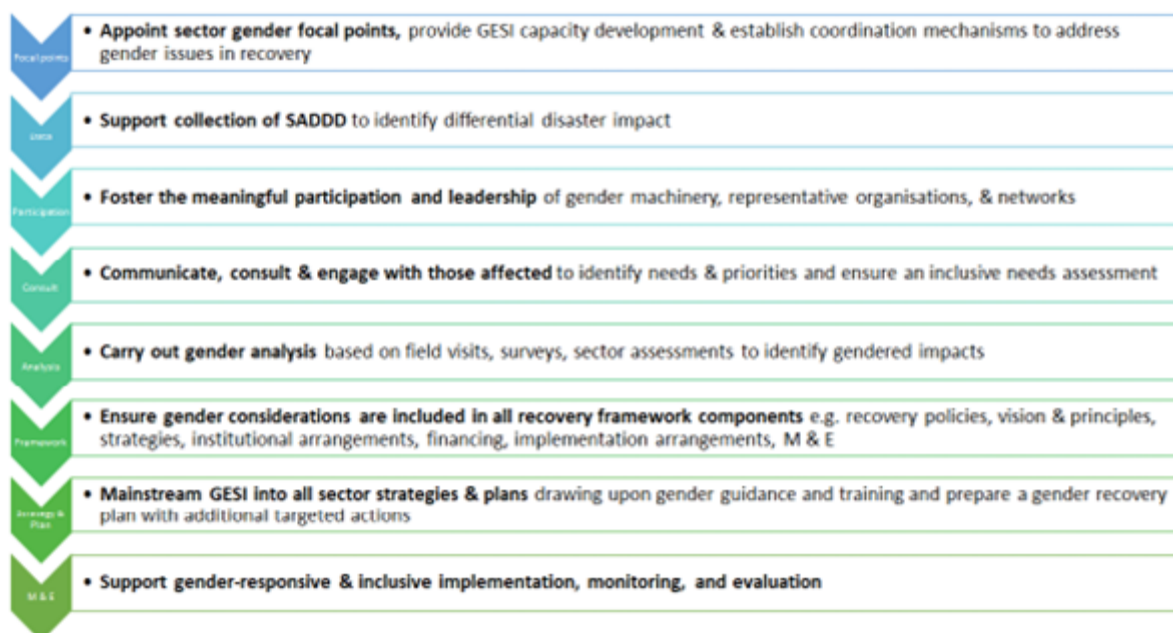 Focal points
• Appoint sector gender focal points, provide GESI capacity development & establish coordination mechanisms to address
gender issues in recovery
Data
• Support collection of SADDD to identify differential disaster impact
Participation
• Foster the meaningful participation and leadership of gender machinery, representative organisations, & networks
Consult
• Communicate, consult & engage with those affected to identify needs & priorities and ensure an inclusive needs assessment
Analysis
• Carry out gender analysis based on field visits, surveys, sector assessments to identify gendered impacts
Framework
• Ensure gender considerations are included in all recovery framework components e.g. recovery policies, vision & principles,
strategies, institutional arrangements, financing, implementation arrangements, M & E
Strategy &
Plan
• Mainstream GESI into all sector strategies & plans drawing upon gender guidance and training and prepare a gender recovery
plan with additional targeted actions
M & E
• Support gender-responsive & inclusive implementation, monitoring, and evaluation